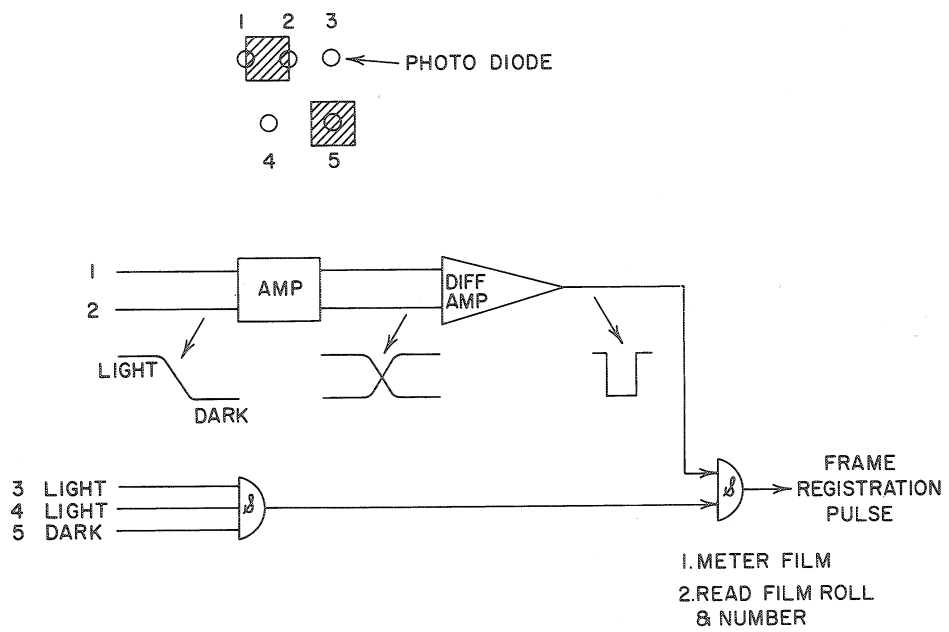 1 2 3
PHOTO DIODE
4 5
1
2
AMP
DIFF
AMP
LIGHT
DARK
3 LIGHT
4 LIGHT
5 DARK
&
&
FRAME
REGISTRATION
PULSE
1. METER FILM
2. READ FILM ROLL
& NUMBER